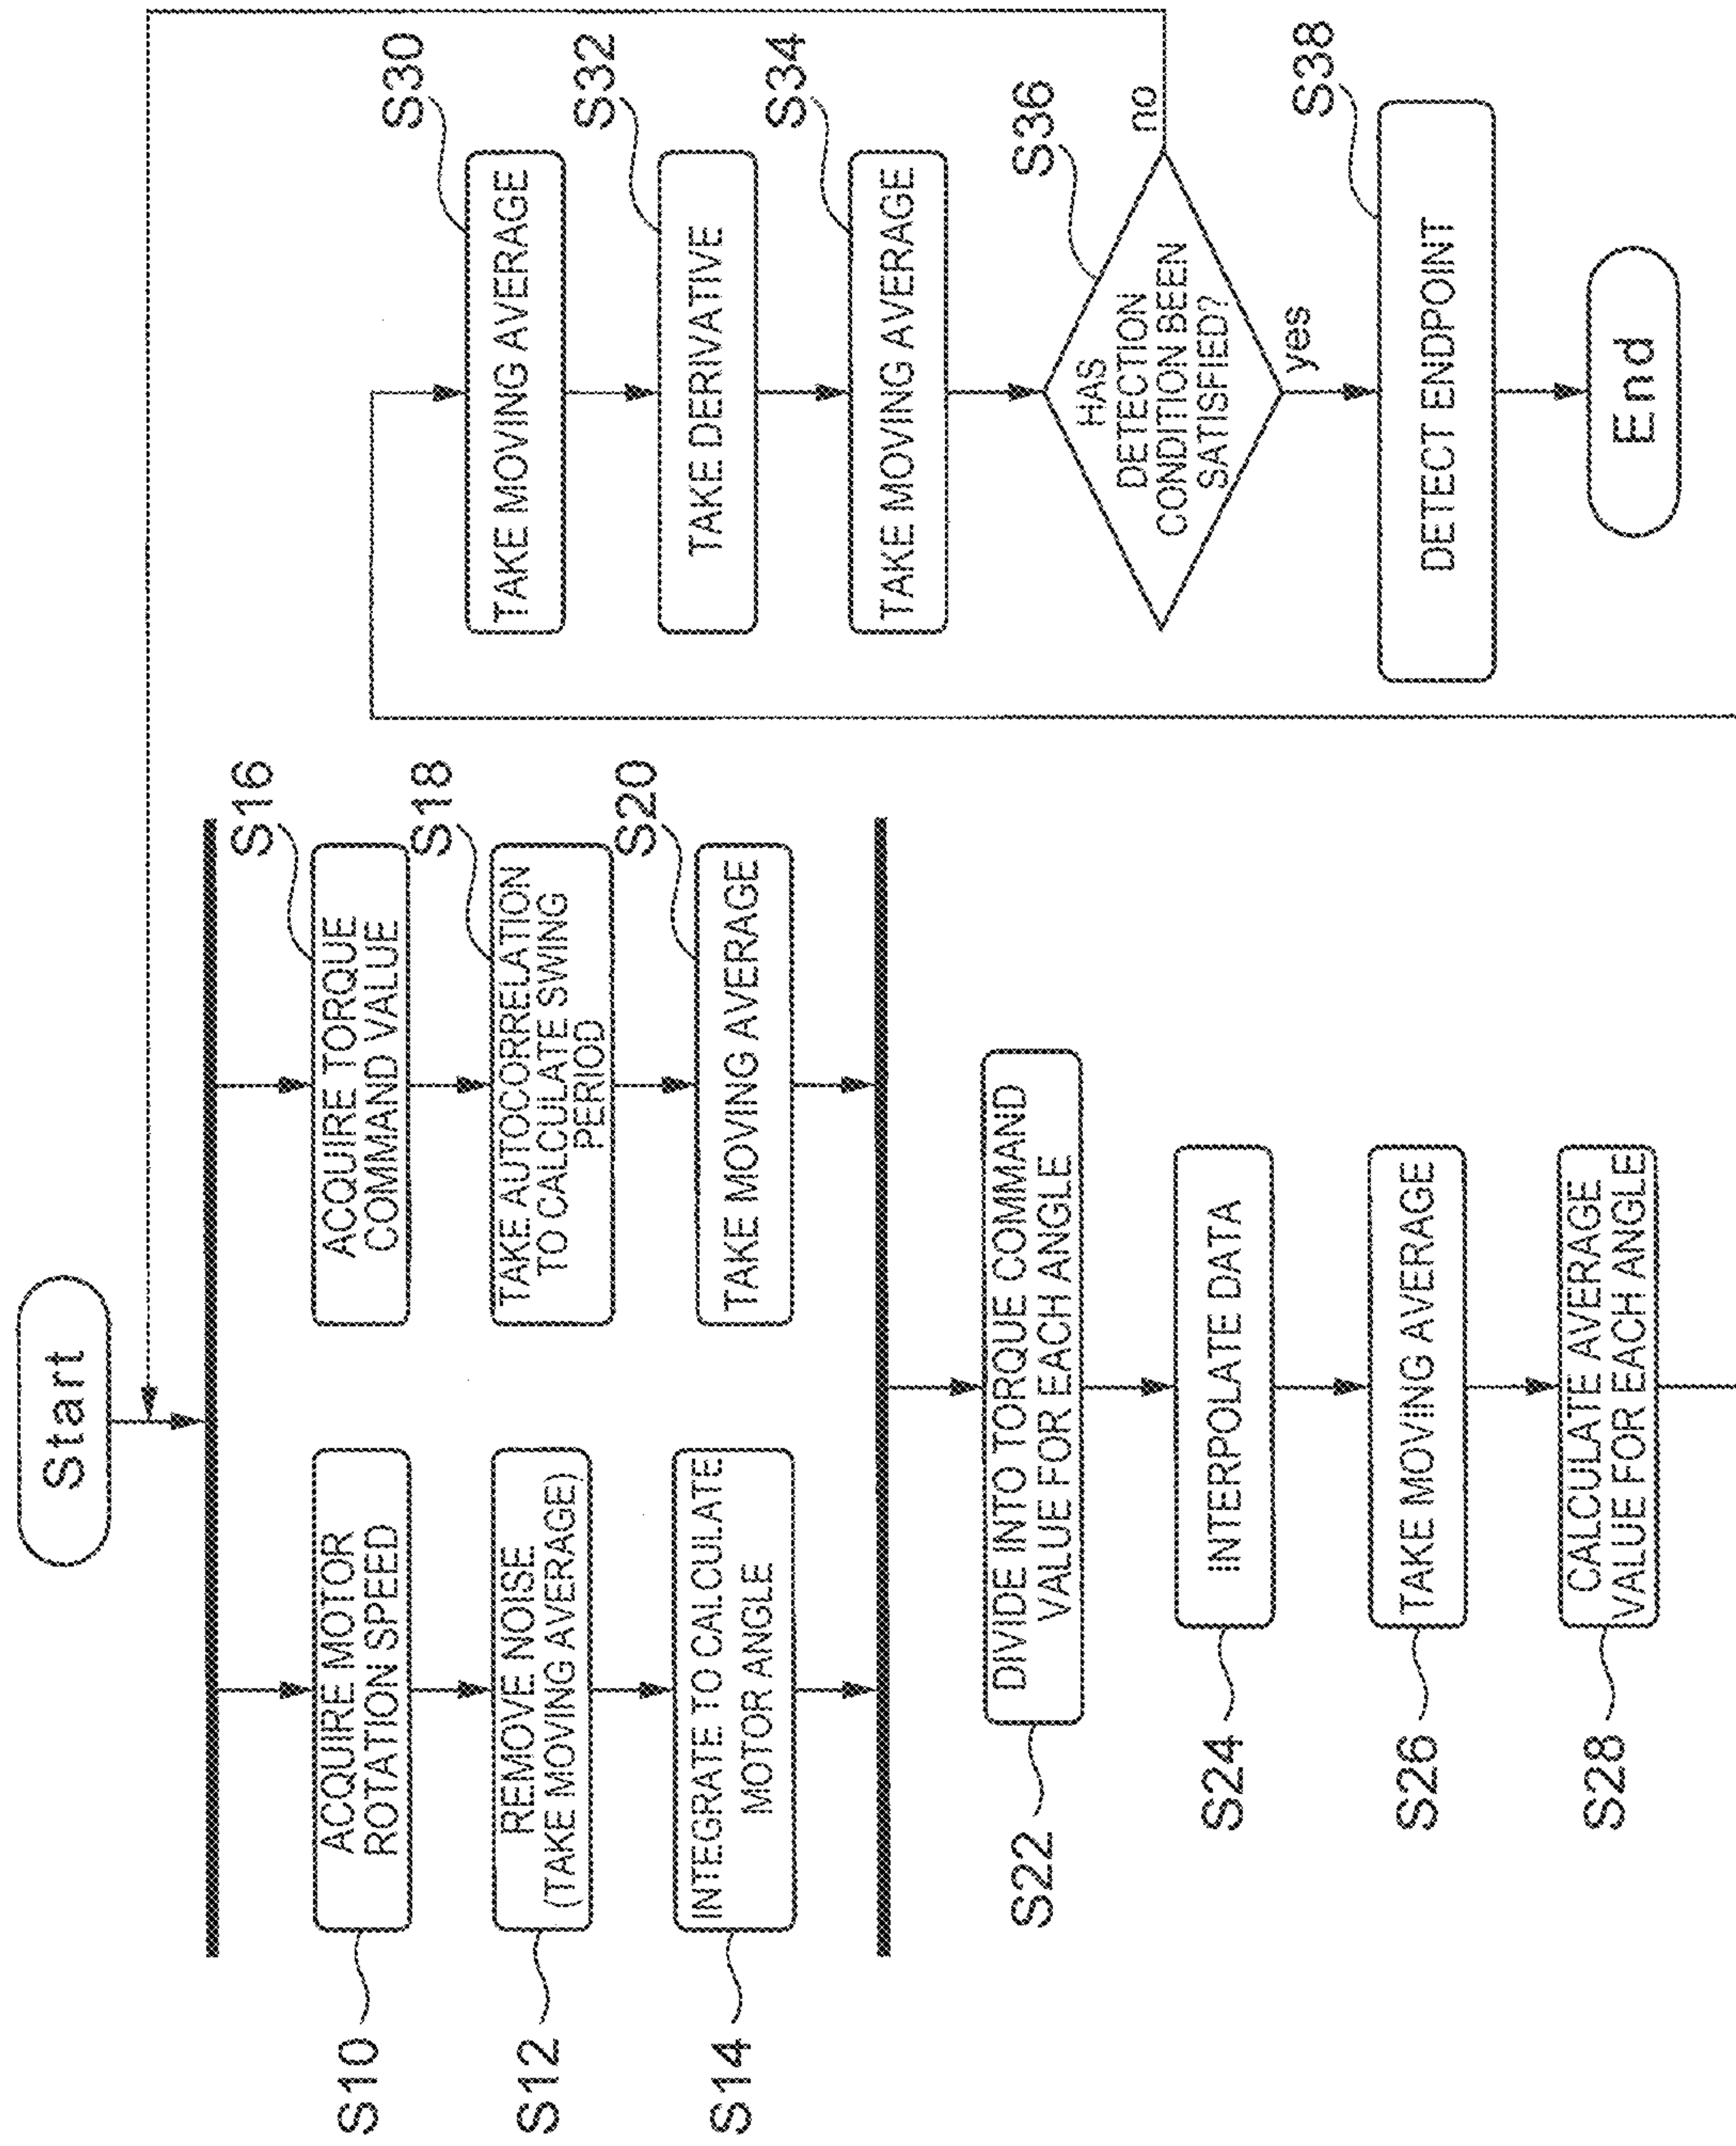 Start
S10
ACQUIRE MOTOR
ROTATION SPEED
S12
REMOVE NOISE
(TAKE MOVING AVERAGE)
S14
INTEGRATE TO CALCULATE
MOTOR ANGLE
S16
ACQUIRE TORQUE
COMMAND VALUE
S18
TAKE AUTOCORRELATION
TO CALCULATE SWING
PERIOD
S20
TAKE MOVING AVERAGE
S22
DIVIDE INTO TORQUE COMMAND
VALUE FOR EACH ANGLE
S24
INTERPOLATE DATA
S26
TAKE MOVING AVERAGE
S28
CALCULATE AVERAGE
VALUE FOR EACH ANGLE
S30
TAKE MOVING AVERAGE
S32
TAKE DERIVATIVE
S34
TAKE MOVING AVERAGE
S36
HAS
DETECTION
CONDITION BEEN
SATISFIED?
no
yes
S38
DETECT ENDPOINT
End